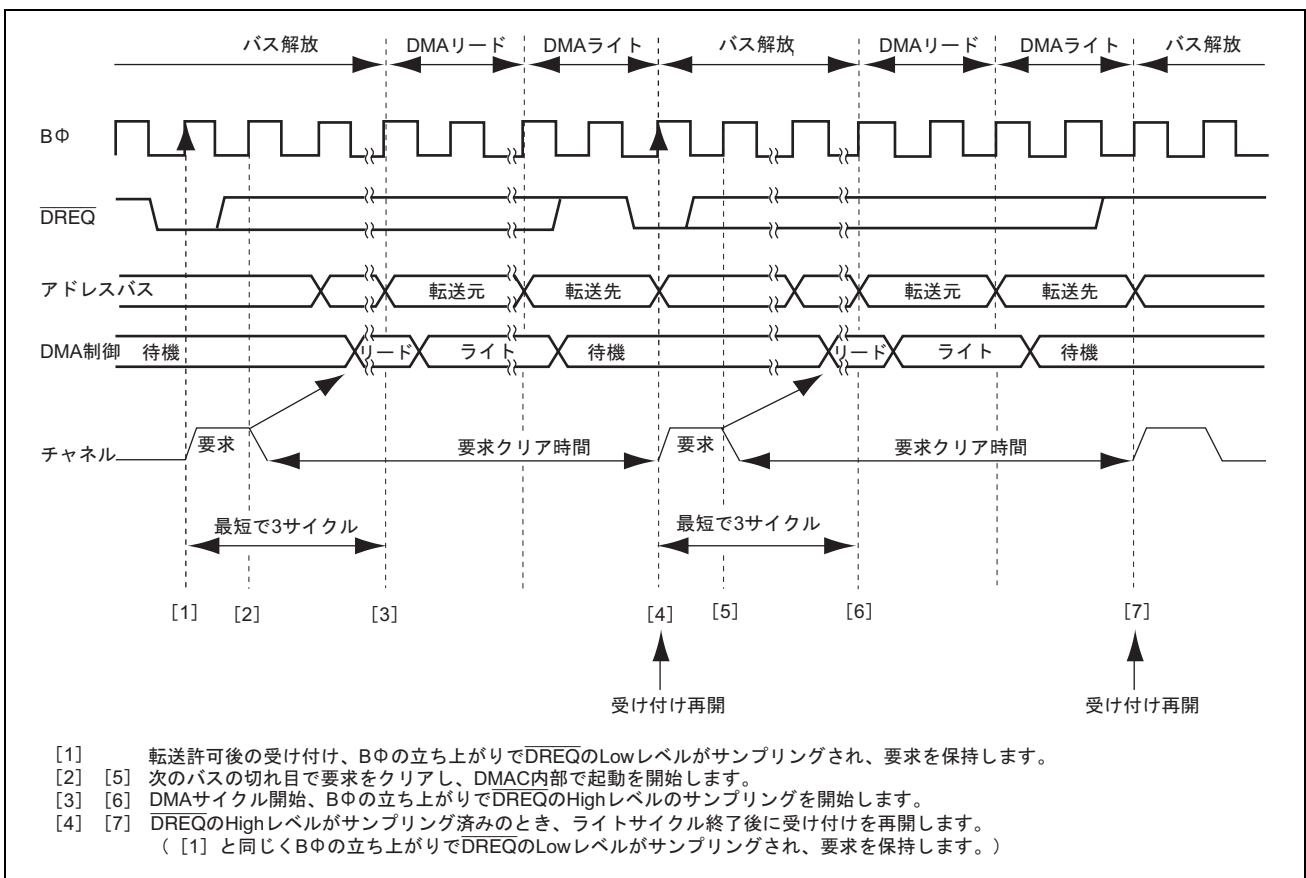 バス解放 DMAリード DMAライト バス解放 DMAリード DMAライト バス解放
BΦ
DREQ
アドレスバス 転送元 転送先 転送元 転送先
DMA制御 待機 リード ライト 待機 リード ライト 待機
チャネル 要求 要求クリア時間 要求 要求クリア時間
最短で3サイクル 最短で3サイクル
[1] [2] [3] [4] [5] [6] [7]
受け付け再開 受け付け再開
[1] 転送許可後の受け付け、BΦの立ち上がりでDREQのLowレベルがサンプリングされ、要求を保持します。
[2] [5] 次のバスの切れ目で要求をクリアし、DMAC内部で起動を開始します。
[3] [6] DMAサイクル開始、BΦの立ち上がりでDREQのHighレベルのサンプリングを開始します。
[4] [7] DREQのHighレベルがサンプリング済みのとき、ライトサイクル終了後に受け付けを再開します。
([1]と同じくBΦの立ち上がりでDREQのLowレベルがサンプリングされ、要求を保持します。)